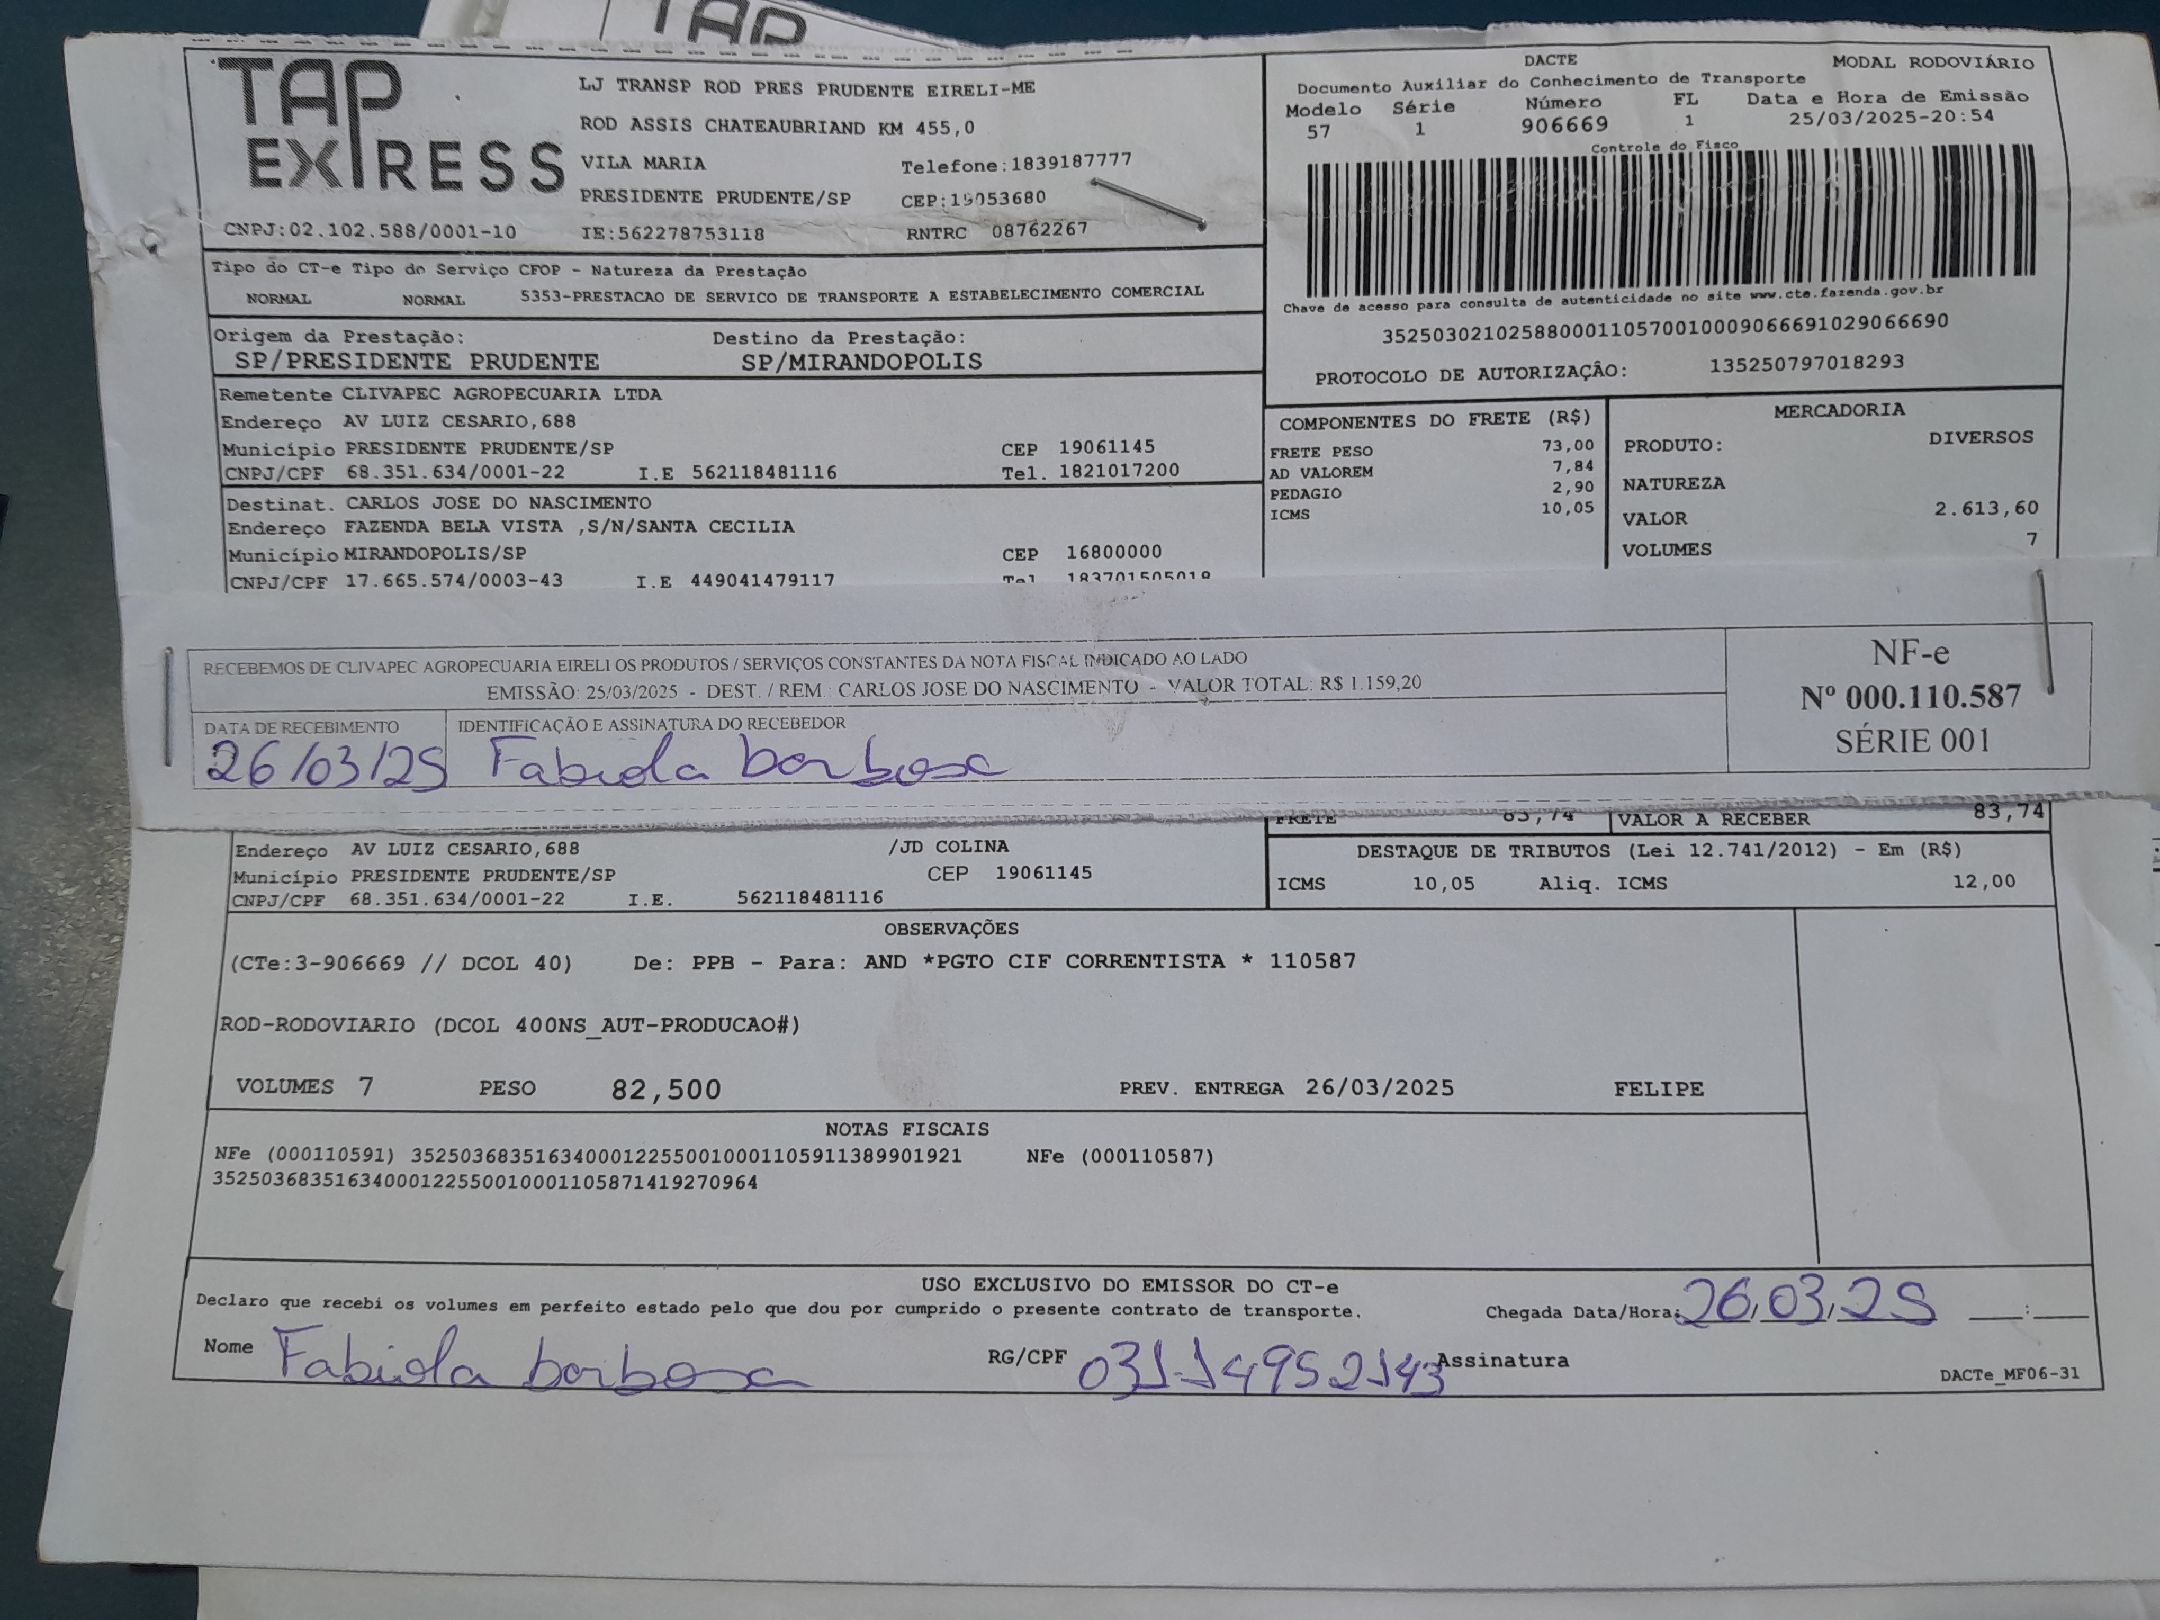 TAP
TAP EXPRESS
LJ TRANSP ROD PRES PRUDENTE EIRELI-ME
ROD ASSIS CHATEAUBRIAND KM 455,0
VILA MARIA Telefone:1839187777
PRESIDENTE PRUDENTE/SP CEP:19053680
CNPJ:02.102.588/0001-10 IE:562278753118 RNTRC 08762267
DACTE MODAL RODOVIÁRIO
Documento Auxiliar do Conhecimento de Transporte
Modelo Série Número FL Data e Hora de Emissão
57 1 906669 1 25/03/2025-20:54
Controle do Fisco
Chave de acesso para consulta de autenticidade no site www.cte.fazenda.gov.br
35250302102588000110570010009066691029066690
PROTOCOLO DE AUTORIZAÇÂO: 135250797018293
Tipo do CT-e Tipo do Serviço CFOP - Natureza da Prestação
NORMAL NORMAL 5353-PRESTACAO DE SERVICO DE TRANSPORTE A ESTABELECIMENTO COMERCIAL
Origem da Prestação: Destino da Prestação:
SP/PRESIDENTE PRUDENTE SP/MIRANDOPOLIS
Remetente CLIVAPEC AGROPECUARIA LTDA
Endereço AV LUIZ CESARIO,688
Município PRESIDENTE PRUDENTE/SP CEP 19061145
CNPJ/CPF 68.351.634/0001-22 I.E 562118481116 Tel. 1821017200
Destinat. CARLOS JOSE DO NASCIMENTO
Endereço FAZENDA BELA VISTA ,S/N/SANTA CECILIA
Município MIRANDOPOLIS/SP CEP 16800000
CNPJ/CPF 17.665.574/0003-43 I.E 449041479117 Tel 183701505019
COMPONENTES DO FRETE (R$)
FRETE PESO 73,00
AD VALOREM 7,84
PEDAGIO 2,90
ICMS 10,05
MERCADORIA
PRODUTO: DIVERSOS
NATUREZA
VALOR 2.613,60
VOLUMES 7
RECEBEMOS DE CLIVAPEC AGROPECUARIA EIRELI OS PRODUTOS / SERVIÇOS CONSTANTES DA NOTA FISCAL INDICADO AO LADO
EMISSÃO: 25/03/2025 - DEST. / REM.: CARLOS JOSE DO NASCIMENTO - VALOR TOTAL: R$ 1.159,20
DATA DE RECEBIMENTO IDENTIFICAÇÃO E ASSINATURA DO RECEBEDOR
26/03/25 Fabiola barbosa
NF-e
Nº 000.110.587
SÉRIE 001
FRETE 83,74 VALOR A RECEBER 83,74
Endereço AV LUIZ CESARIO,688 /JD COLINA
Município PRESIDENTE PRUDENTE/SP CEP 19061145
CNPJ/CPF 68.351.634/0001-22 I.E. 562118481116
DESTAQUE DE TRIBUTOS (Lei 12.741/2012) - Em (R$)
ICMS 10,05 Aliq. ICMS 12,00
OBSERVAÇÕES
(CTe:3-906669 // DCOL 40) De: PPB - Para: AND *PGTO CIF CORRENTISTA * 110587
ROD-RODOVIARIO (DCOL 400NS_AUT-PRODUCAO#)
VOLUMES 7 PESO 82,500 PREV. ENTREGA 26/03/2025 FELIPE
NOTAS FISCAIS
NFe (000110591) 35250368351634000122550010001105911389901921 NFe (000110587)
35250368351634000122550010001105871419270964
USO EXCLUSIVO DO EMISSOR DO CT-e
Declaro que recebi os volumes em perfeito estado pelo que dou por cumprido o presente contrato de transporte. Chegada Data/Hora: 26/03/25 :
Nome Fabiola barbosa RG/CPF 03114952143 Assinatura
DACTe_MF06-31